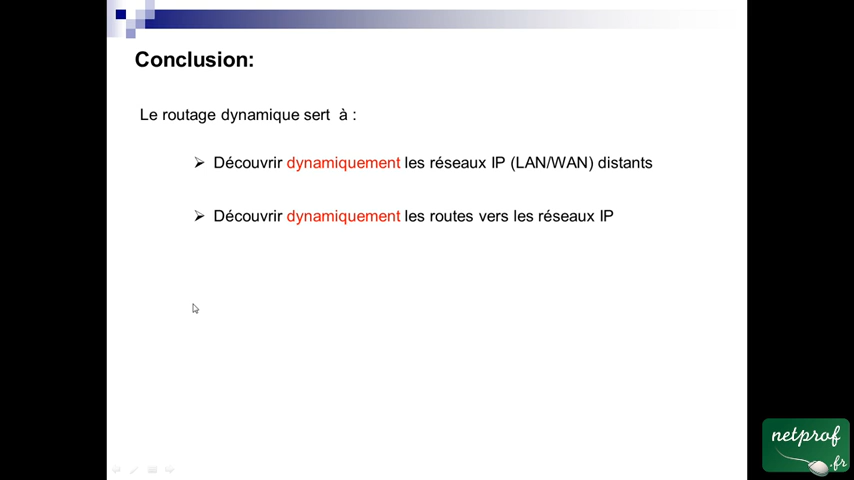 Conclusion:
Le routage dynamique sert à :
➢ Découvrir dynamiquement les réseaux IP (LAN/WAN) distants
➢ Découvrir dynamiquement les routes vers les réseaux IP
netprof
.fr